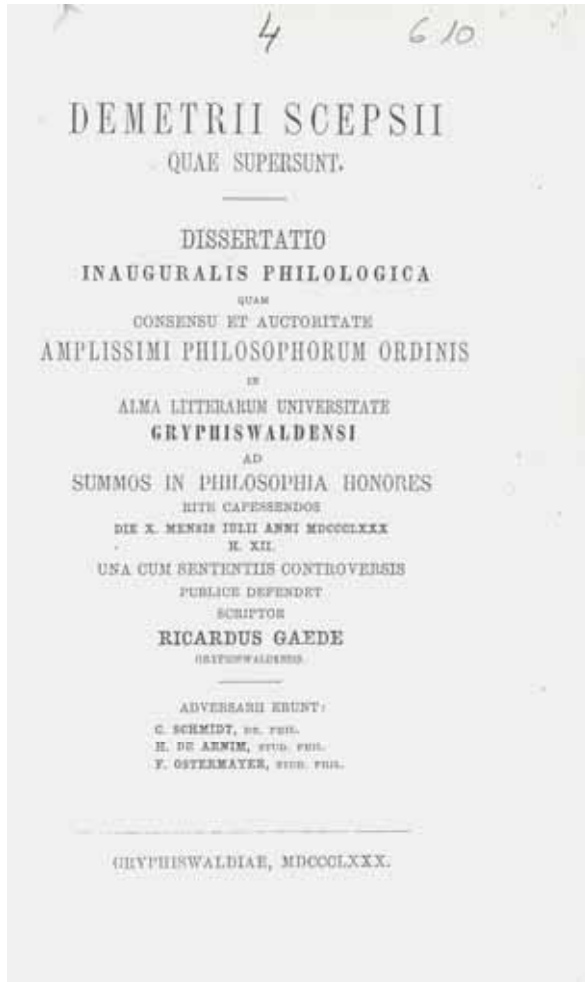 4 6 10
DEMETRII SCEPSII
QUAE SUPERSUNT.
DISSERTATIO
INAUGURALIS PHILOLOGICA
QUAM
CONSENSU ET AUCTORITATE
AMPLISSIMI PHILOSOPHORUM ORDINIS
IN
ALMA LITTERARUM UNIVERSITATE
GRYPHISWALDENSI
AD
SUMMOS IN PHILOSOPHIA HONORES
RITE CAPESSENDOS
DIE X. MENSIS IULII ANNI MDCCCLXXX
H. XII.
UNA CUM SENTENTIIS CONTROVERSIS
PUBLICE DEFENDET
SCRIPTOR
RICARDUS GAEDE
GRYPHISWALDENSIS.
ADVERSARII ERUNT:
C. SCHMIDT, DR. PHIL.
H. DE ARNIM, STUD. PHIL.
F. OSTERMAYER, STUD. PHIL.
GRYPHISWALDIAE, MDCCCLXXX.